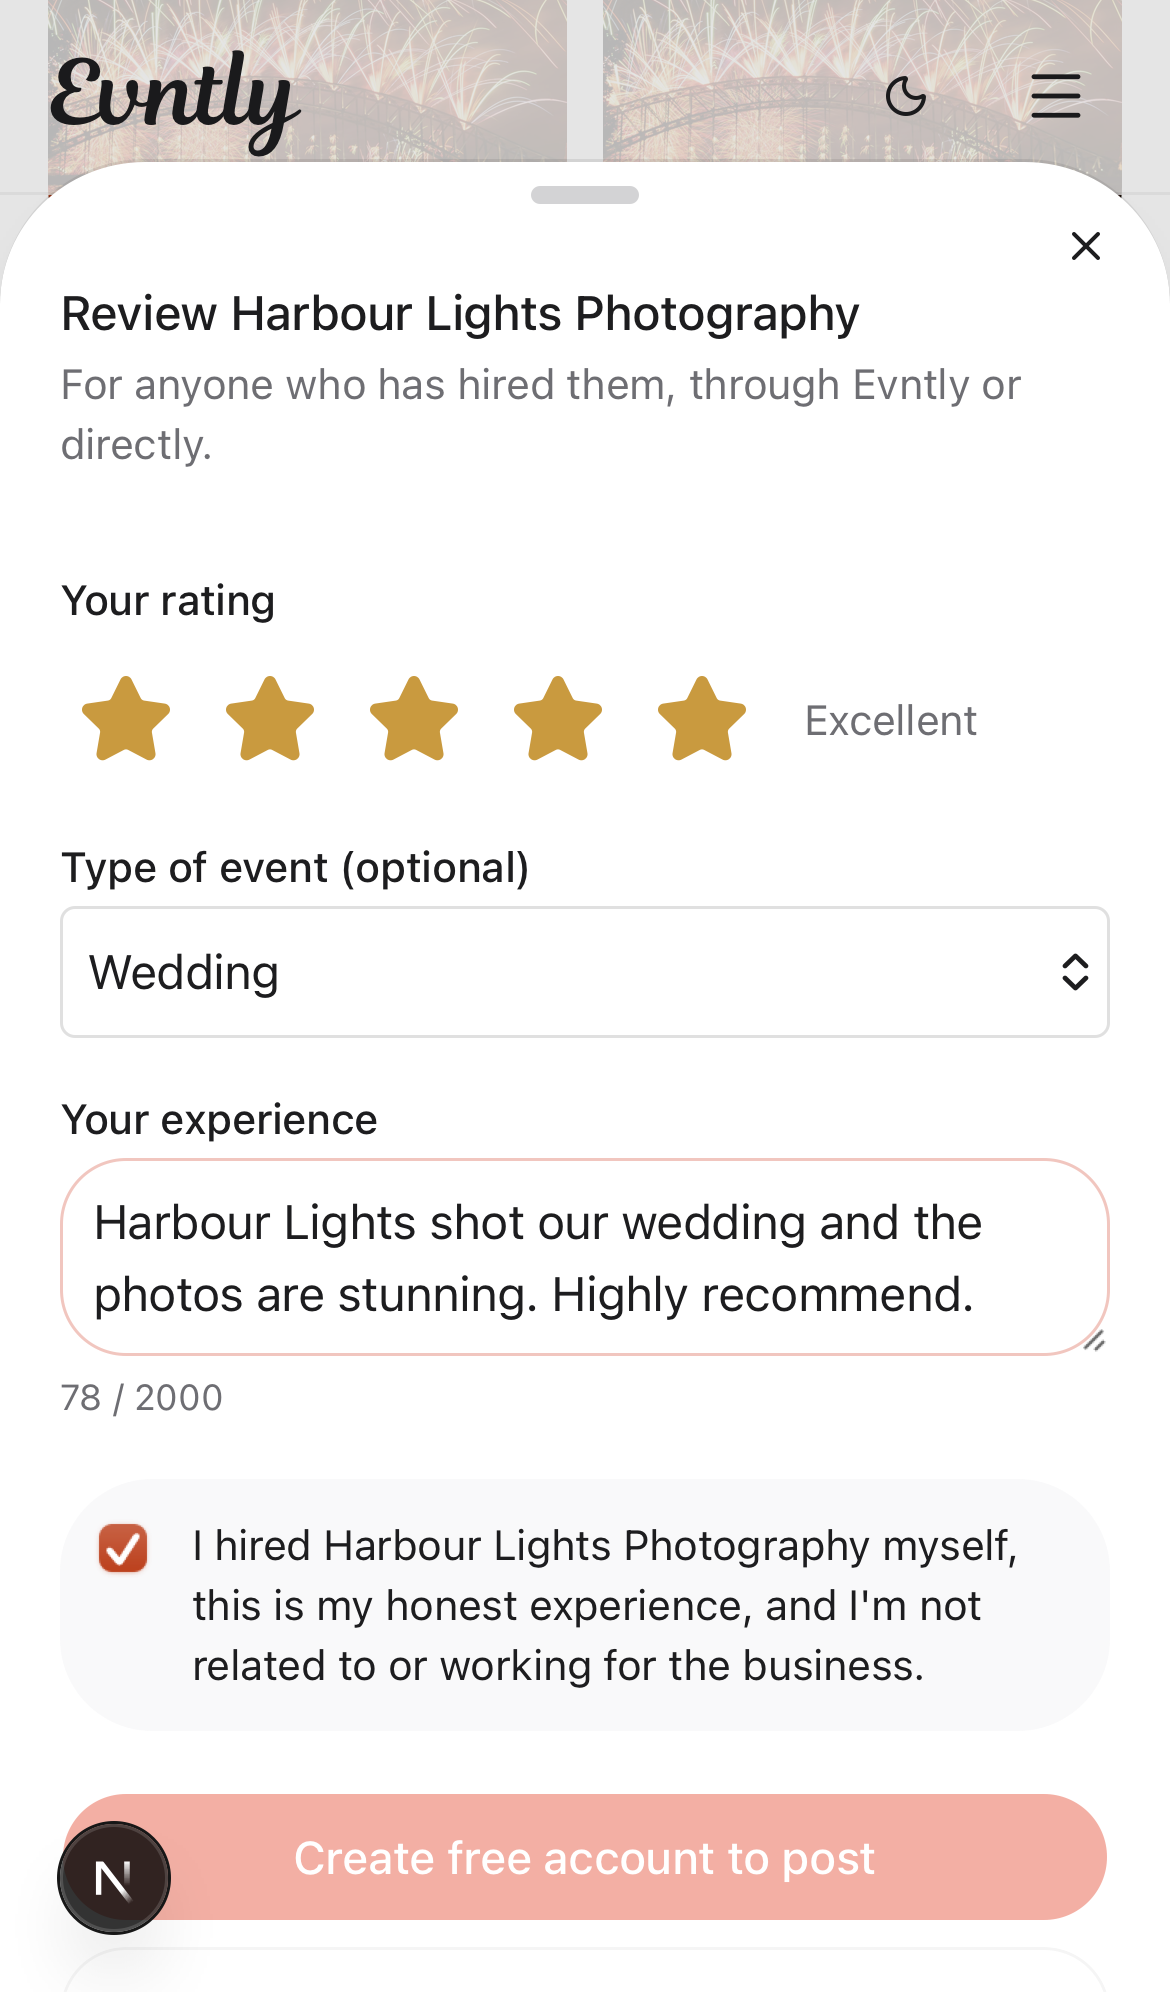 Evntly
Review Harbour Lights Photography
For anyone who has hired them, through Evntly or
directly.
Your rating
Excellent
Type of event (optional)
Wedding
Your experience
Harbour Lights shot our wedding and the
photos are stunning. Highly recommend.
78 / 2000
I hired Harbour Lights Photography myself,
this is my honest experience, and I'm not
related to or working for the business.
Create free account to post
N